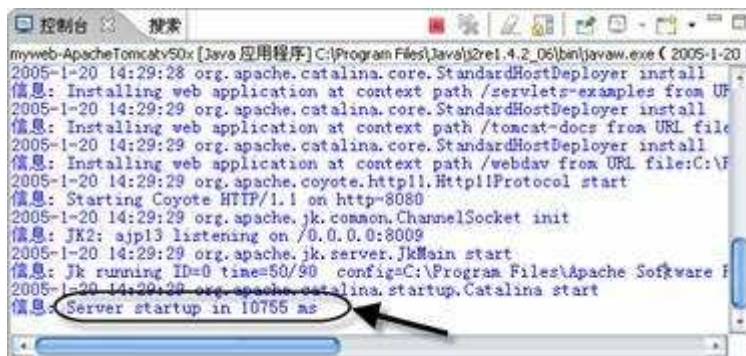 控制台 搜索
myweb-ApacheTomcatv50x [Java 应用程序] C:\Program Files\Java\j2re1.4.2_06\bin\javaw.exe ( 2005-1-20
2005-1-20 14:29:28 org.apache.catalina.core.StandardHostDeployer install
信息: Installing web application at context path /servlets-examples from UR
2005-1-20 14:29:29 org.apache.catalina.core.StandardHostDeployer install
信息: Installing web application at context path /tomcat-docs from URL file
2005-1-20 14:29:29 org.apache.catalina.core.StandardHostDeployer install
信息: Installing web application at context path /webdav from URL file:C:\P
2005-1-20 14:29:29 org.apache.coyote.http11.Http11Protocol start
信息: Starting Coyote HTTP/1.1 on http-8080
2005-1-20 14:29:29 org.apache.jk.common.ChannelSocket init
信息: JK2: ajp13 listening on /0.0.0.0:8009
2005-1-20 14:29:29 org.apache.jk.server.JkMain start
信息: Jk running ID=0 time=50/90 config=C:\Program Files\Apache Software F
2005-1-20 14:29:29 org.apache.catalina.startup.Catalina start
信息: Server startup in 10755 ms